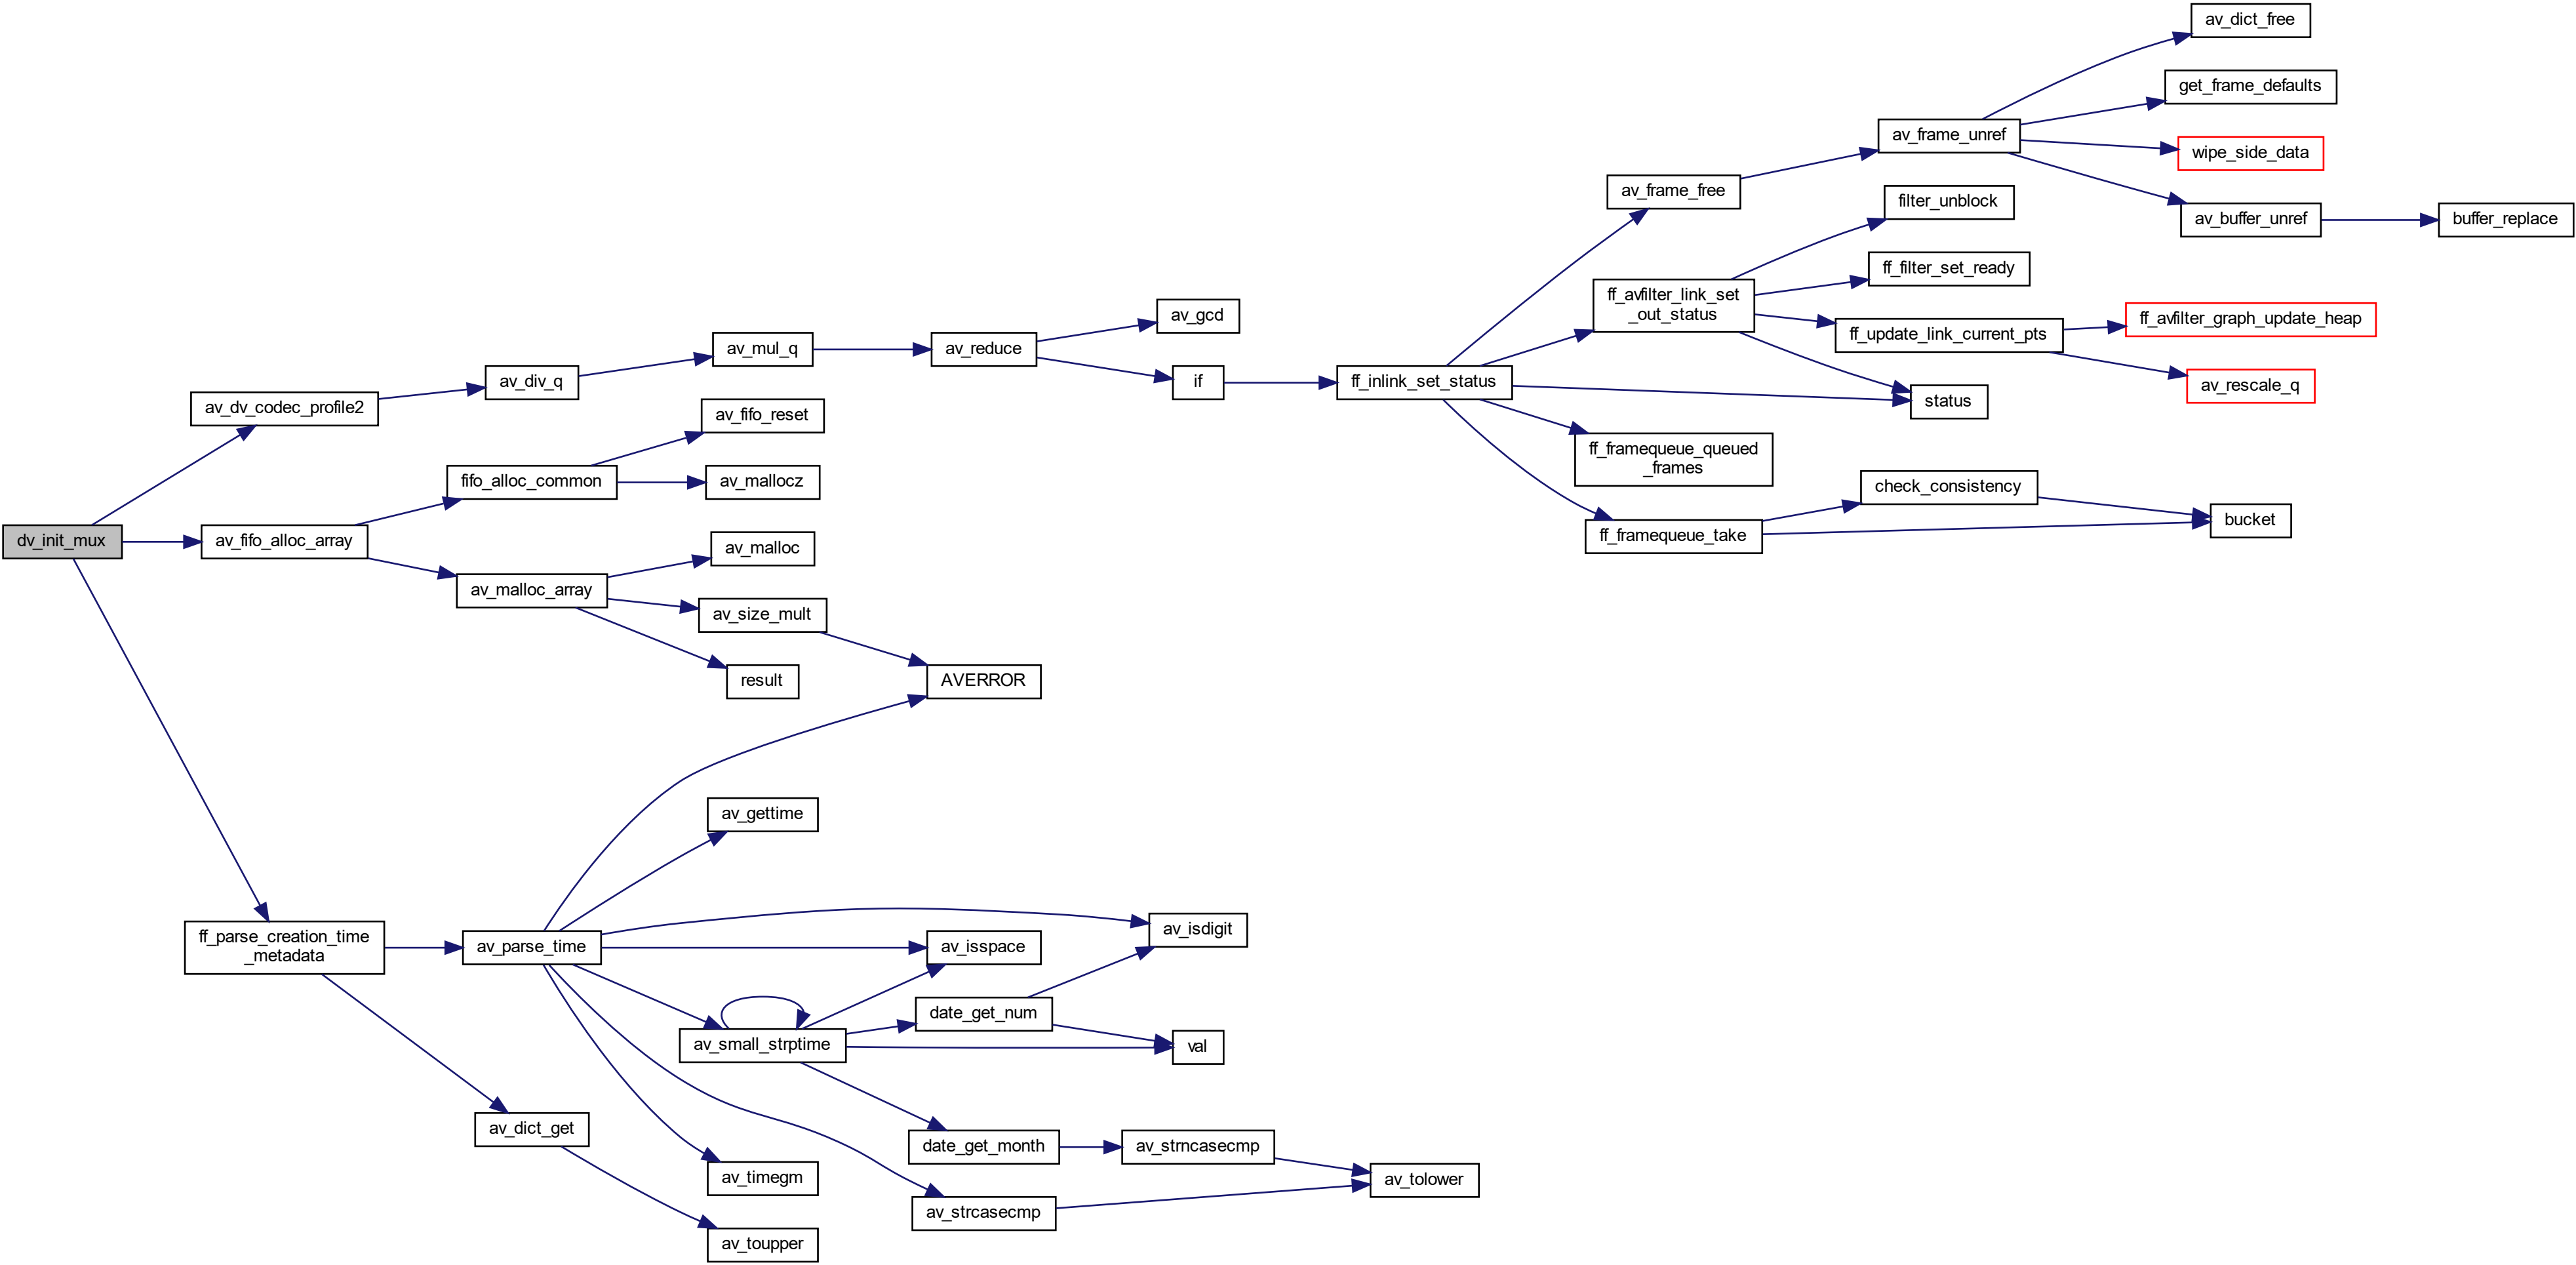 av_dict_free
get_frame_defaults
av_frame_unref
wipe_side_data
av_frame_free
filter_unblock
av_buffer_unref
buffer_replace
ff_filter_set_ready
ff_avfilter_link_set
_out_status
av_gcd
ff_update_link_current_pts
ff_avfilter_graph_update_heap
av_mul_q
av_reduce
av_div_q
if
ff_inlink_set_status
av_rescale_q
av_dv_codec_profile2
status
av_fifo_reset
ff_framequeue_queued
_frames
fifo_alloc_common
av_mallocz
check_consistency
bucket
dv_init_mux
av_fifo_alloc_array
ff_framequeue_take
av_malloc
av_malloc_array
av_size_mult
result
AVERROR
av_gettime
av_isdigit
ff_parse_creation_time
_metadata
av_parse_time
av_isspace
date_get_num
av_small_strptime
val
av_dict_get
date_get_month
av_strncasecmp
av_timegm
av_tolower
av_strcasecmp
av_toupper